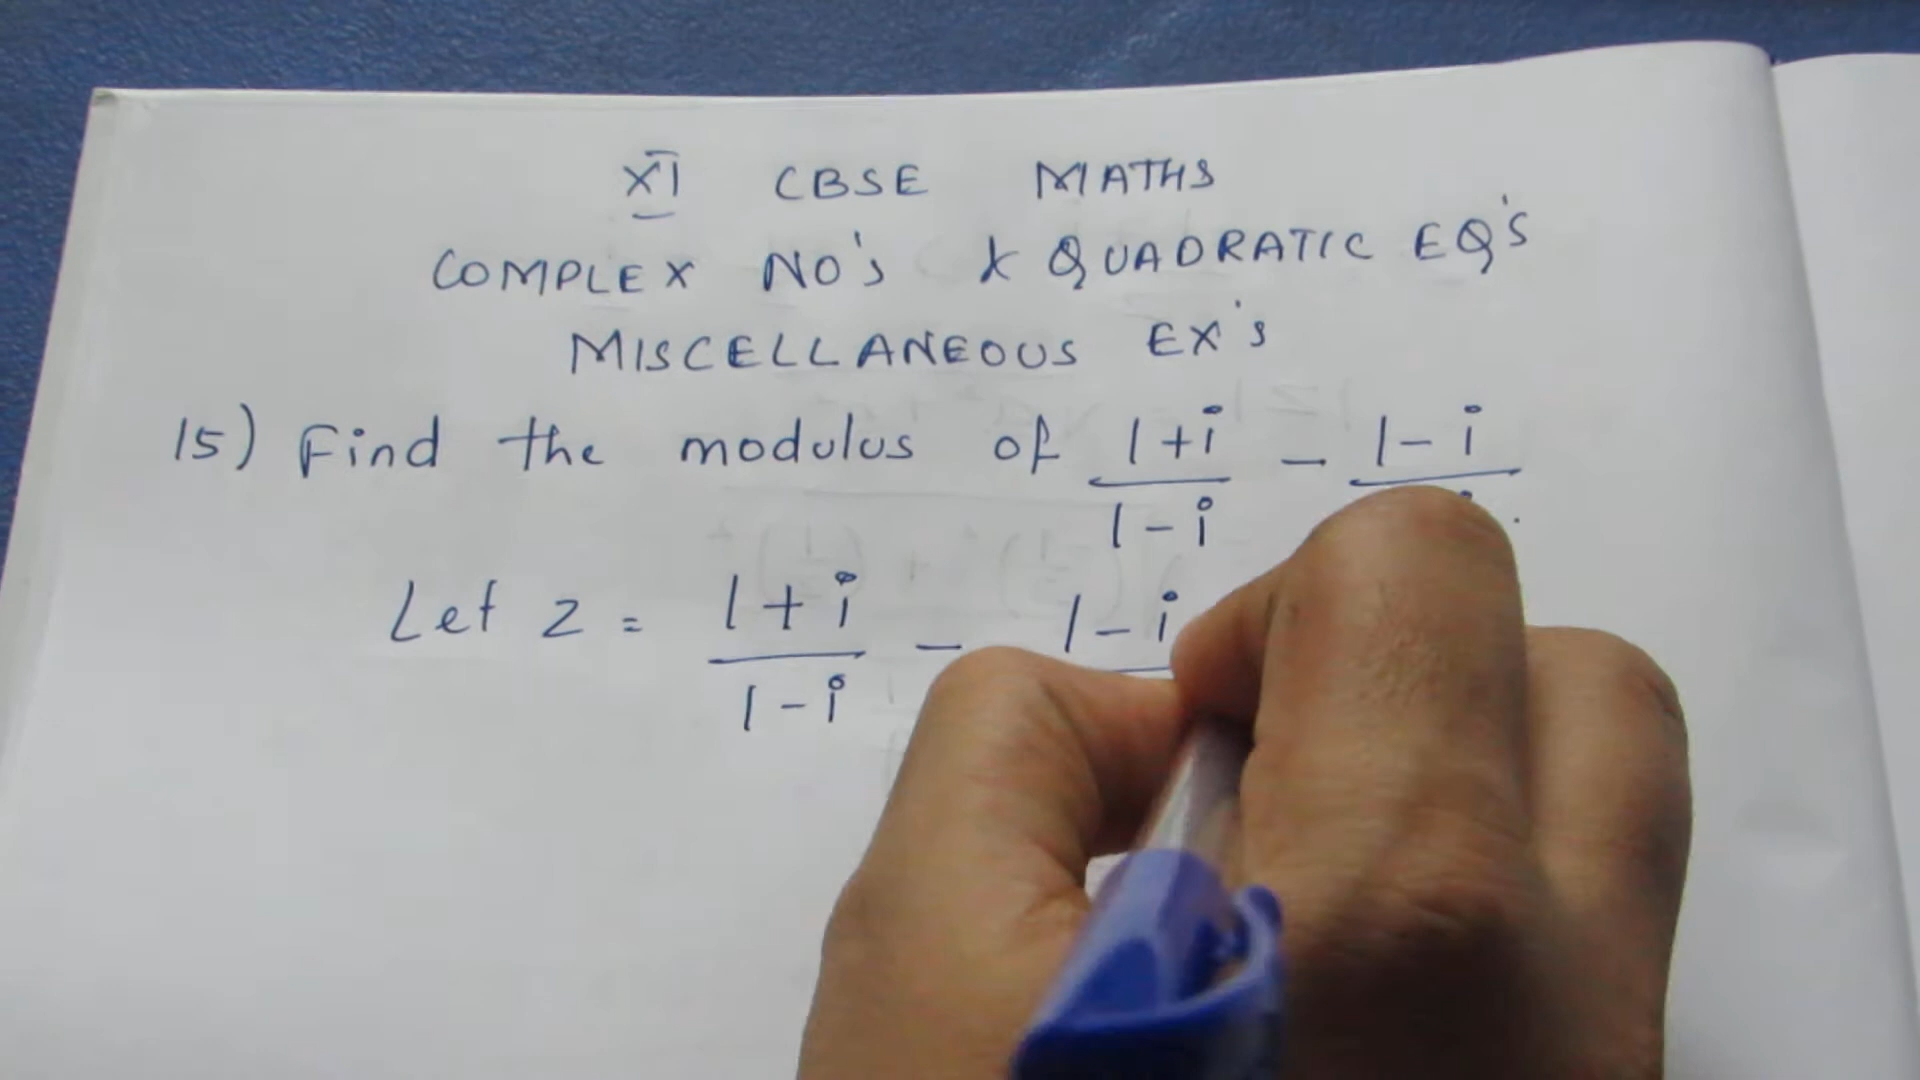 XI CBSE MATHS
COMPLEX NO's & QUADRATIC EQ's
MISCELLANEOUS EX's
15) Find the modulus of 1+i/1-i - 1-i
Let z = 1+i/1-i - 1-i